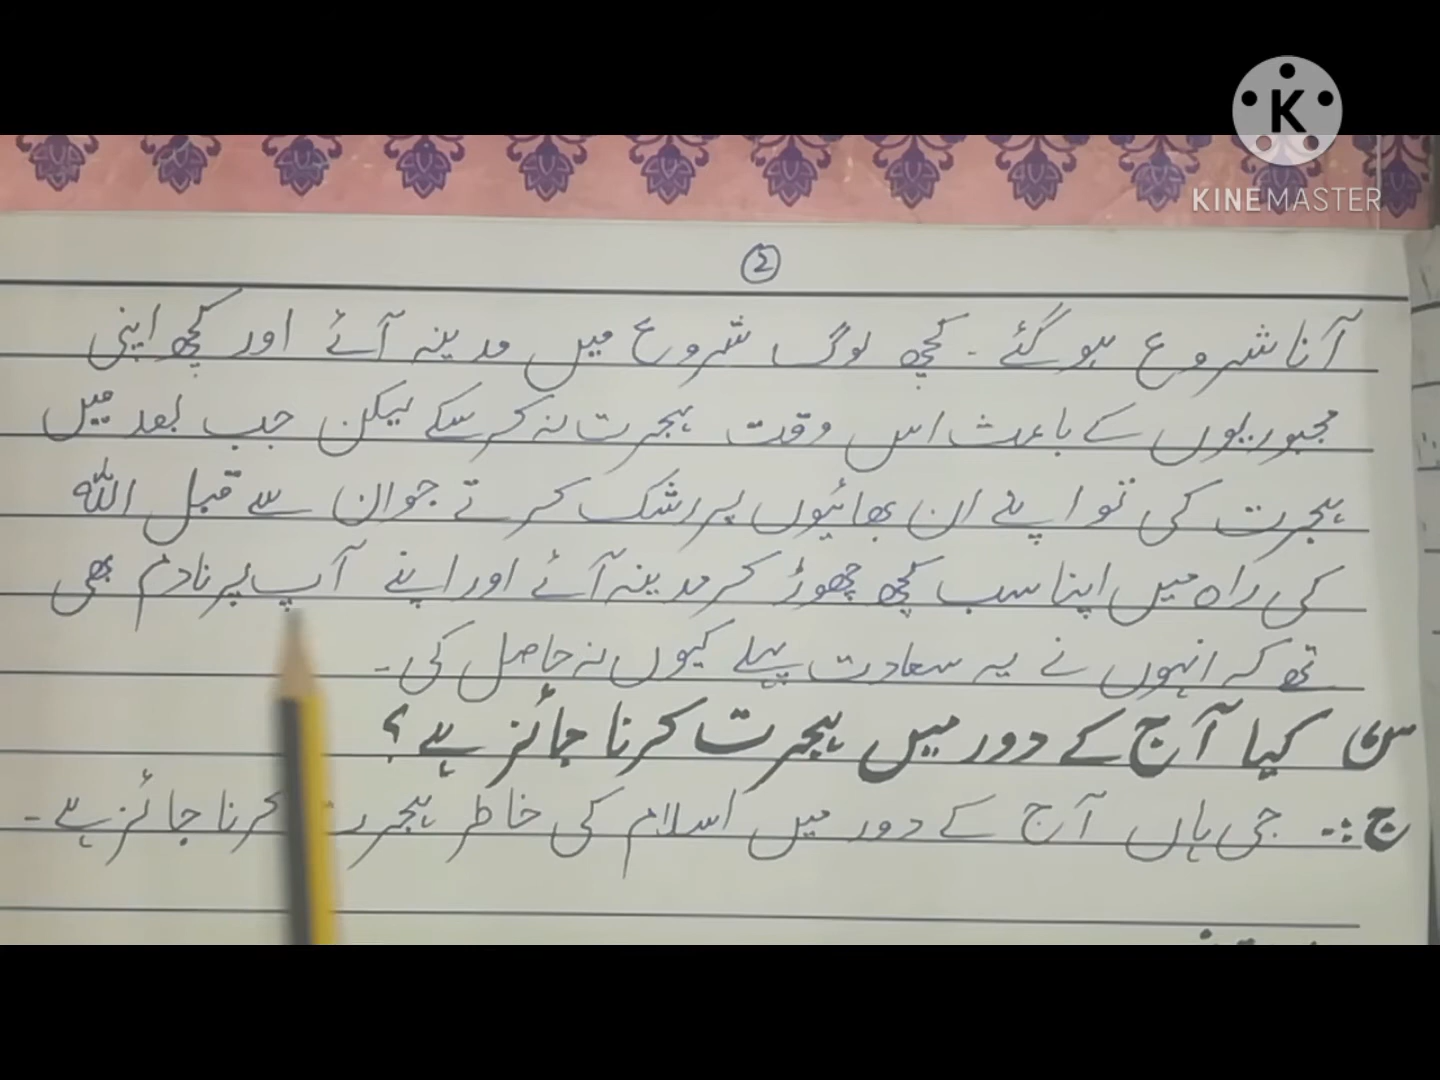 K
KINEMASTER
2
آنا شروع ہو گئے ۔ کچھ لوگ شروع میں مدینہ آئے اور کچھ اپنی
مجبوریوں کے باعث اس وقت ہجرت نہ کر سکے لیکن جب بعد میں
ہجرت کی تو اپنے ان بھائیوں پر رشک کرتے جو ان سے قبل اللہ
کی راہ میں اپنا سب کچھ چھوڑ کر مدینہ آئے اور اپنے آپ پر نادم بھی
تھے کہ انہوں نے یہ سعادت پہلے کیوں نہ حاصل کی ۔
س کیا آج کے دور میں ہجرت کرنا جائز ہے ؟
ج :۔ جی ہاں آج کے دور میں اسلام کی خاطر ہجرت کرنا جائز ہے ۔